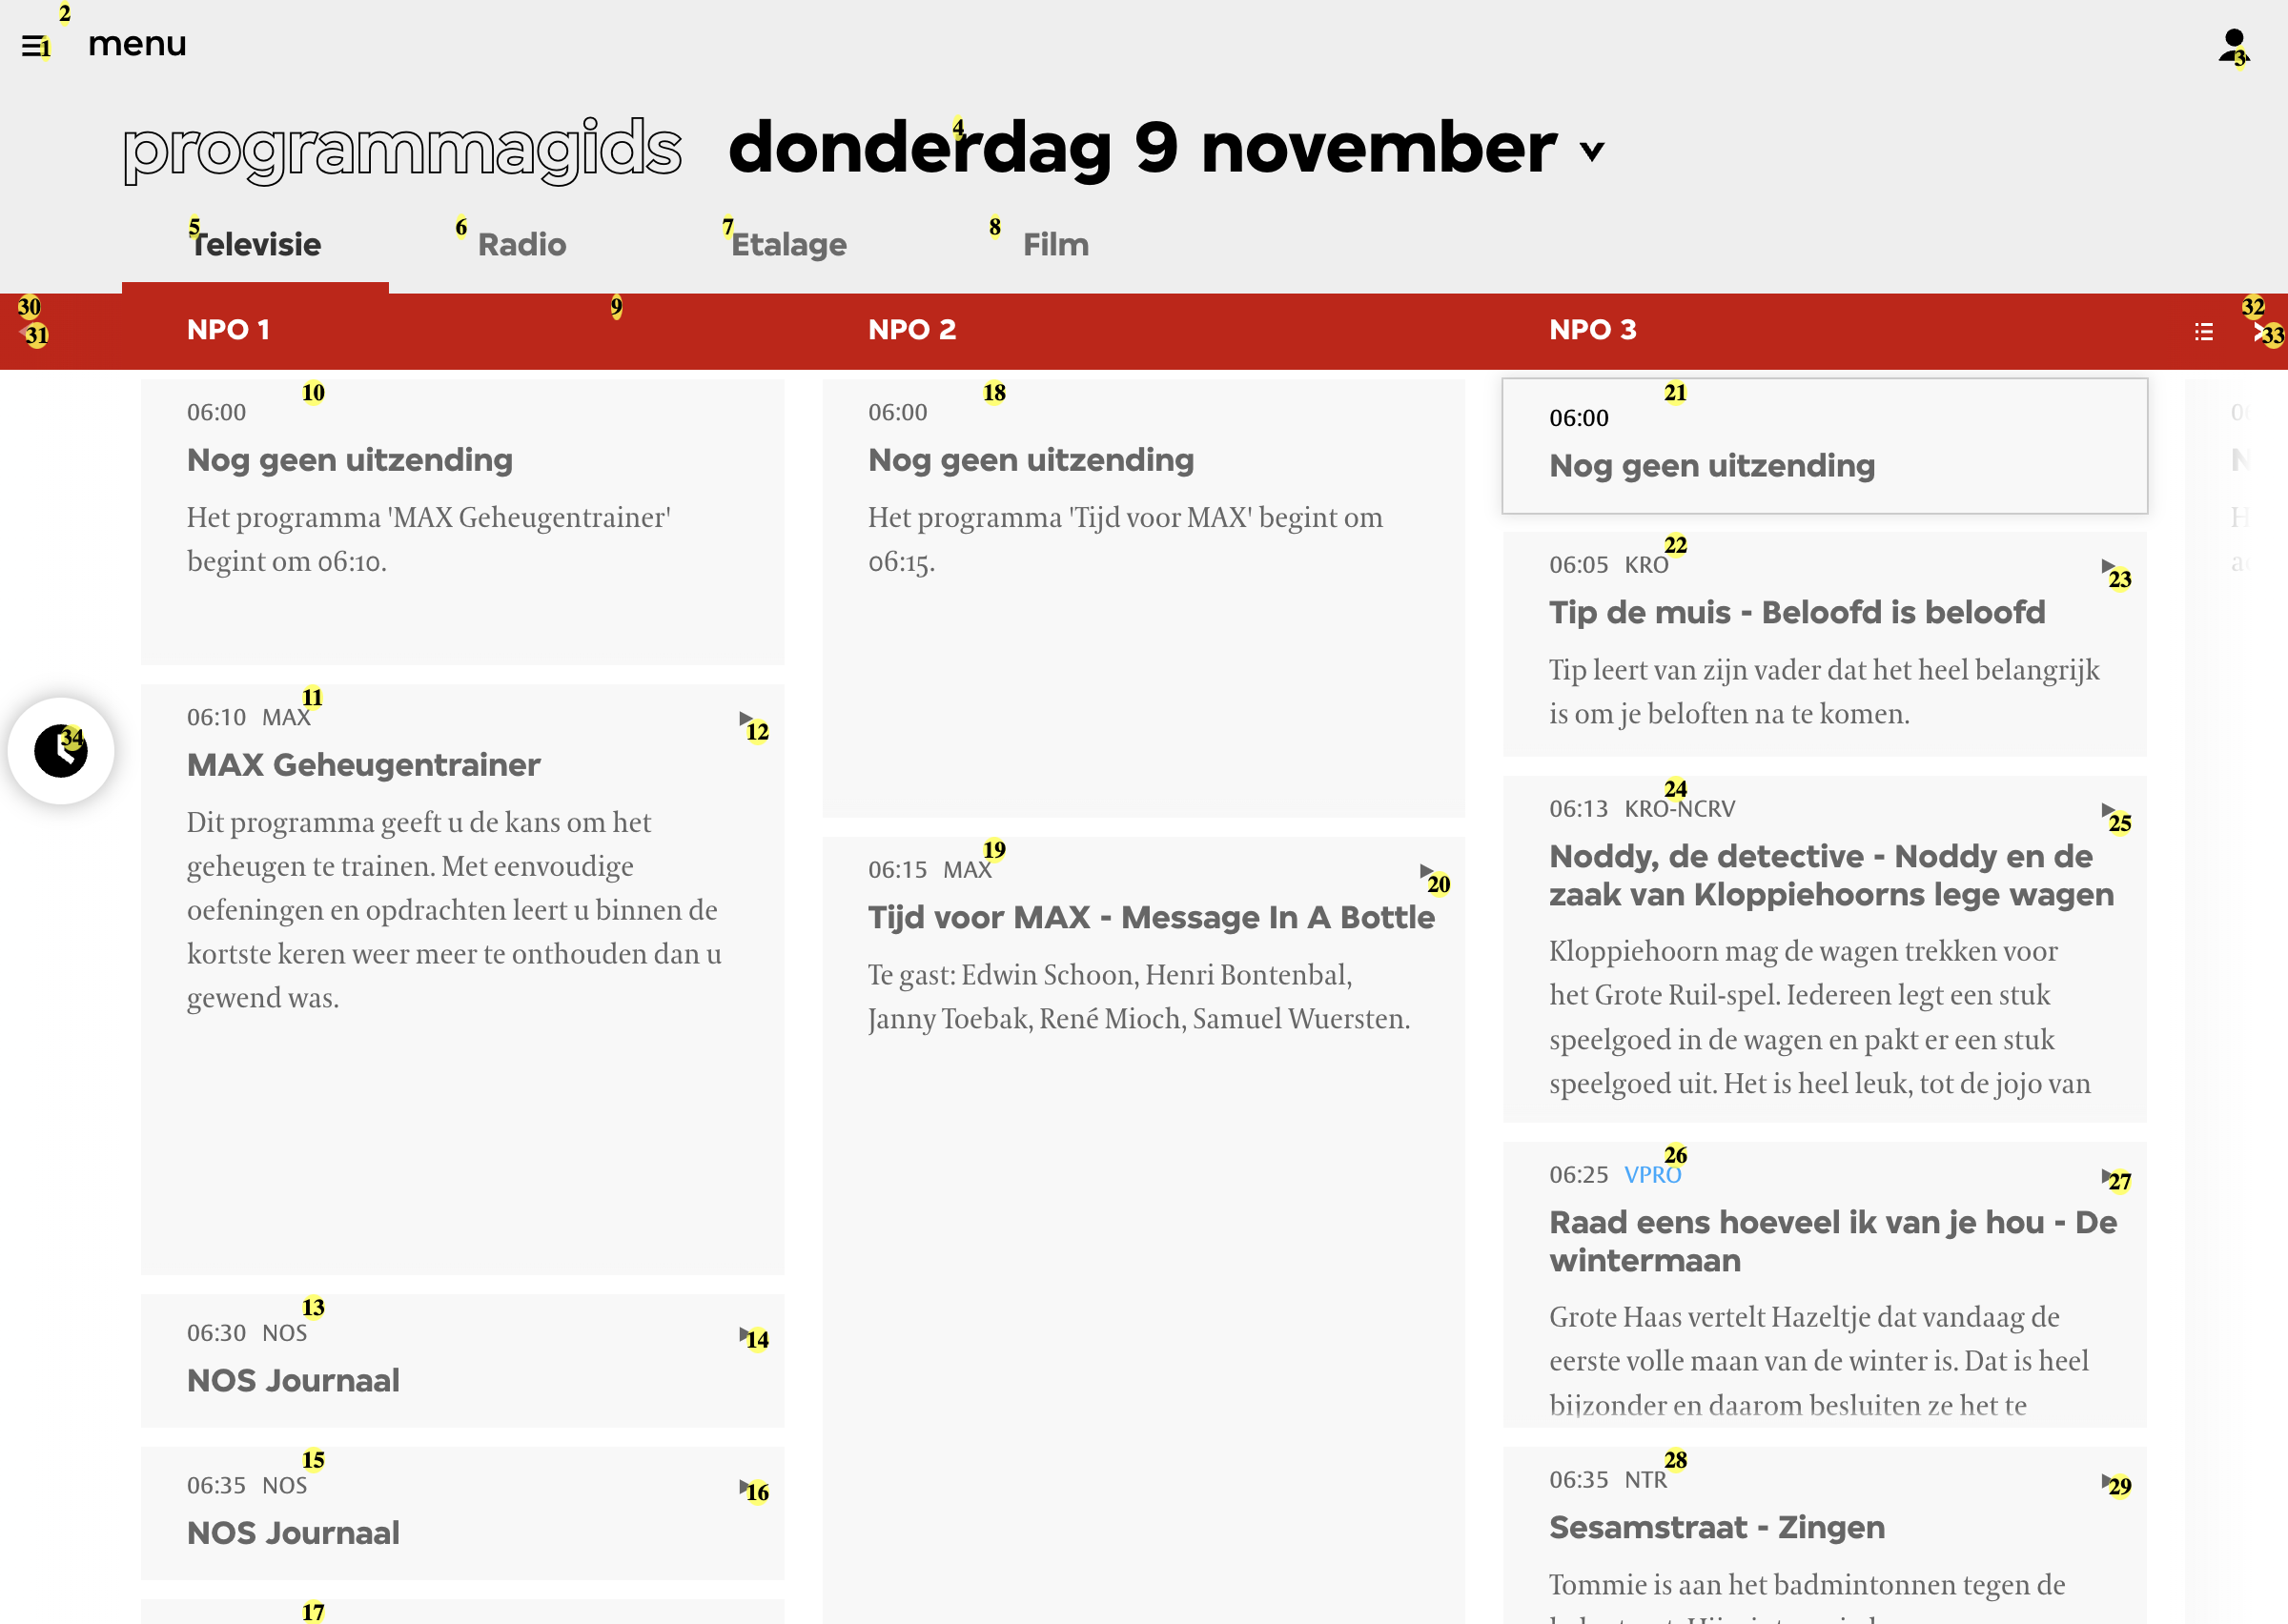 menu
programmagids donderdag 9 november
Televisie Radio Etalage Film
NPO 1 NPO 2 NPO 3
06:00
Nog geen uitzending
Het programma 'MAX Geheugentrainer'
begint om 06:10.
06:10 MAX
MAX Geheugentrainer
Dit programma geeft u de kans om het
geheugen te trainen. Met eenvoudige
oefeningen en opdrachten leert u binnen de
kortste keren weer meer te onthouden dan u
gewend was.
06:30 NOS
NOS Journaal
06:35 NOS
NOS Journaal
06:00
Nog geen uitzending
Het programma 'Tijd voor MAX' begint om
06:15.
06:15 MAX
Tijd voor MAX - Message In A Bottle
Te gast: Edwin Schoon, Henri Bontenbal,
Janny Toebak, René Mioch, Samuel Wuersten.
06:00
Nog geen uitzending
06:05 KRO
Tip de muis - Beloofd is beloofd
Tip leert van zijn vader dat het heel belangrijk
is om je beloften na te komen.
06:13 KRO-NCRV
Noddy, de detective - Noddy en de
zaak van Kloppiehoorns lege wagen
Kloppiehoorn mag de wagen trekken voor
het Grote Ruil-spel. Iedereen legt een stuk
speelgoed in de wagen en pakt er een stuk
speelgoed uit. Het is heel leuk, tot de jojo van
06:25 VPRO
Raad eens hoeveel ik van je hou - De
wintermaan
Grote Haas vertelt Hazeltje dat vandaag de
eerste volle maan van de winter is. Dat is heel
bijzonder en daarom besluiten ze het te
06:35 NTR
Sesamstraat - Zingen
Tommie is aan het badmintonnen tegen de
1
2
3
4
5
6
7
8
9
10
11
12
13
14
15
16
17
18
19
20
21
22
23
24
25
26
27
28
29
30
31
32
33
34